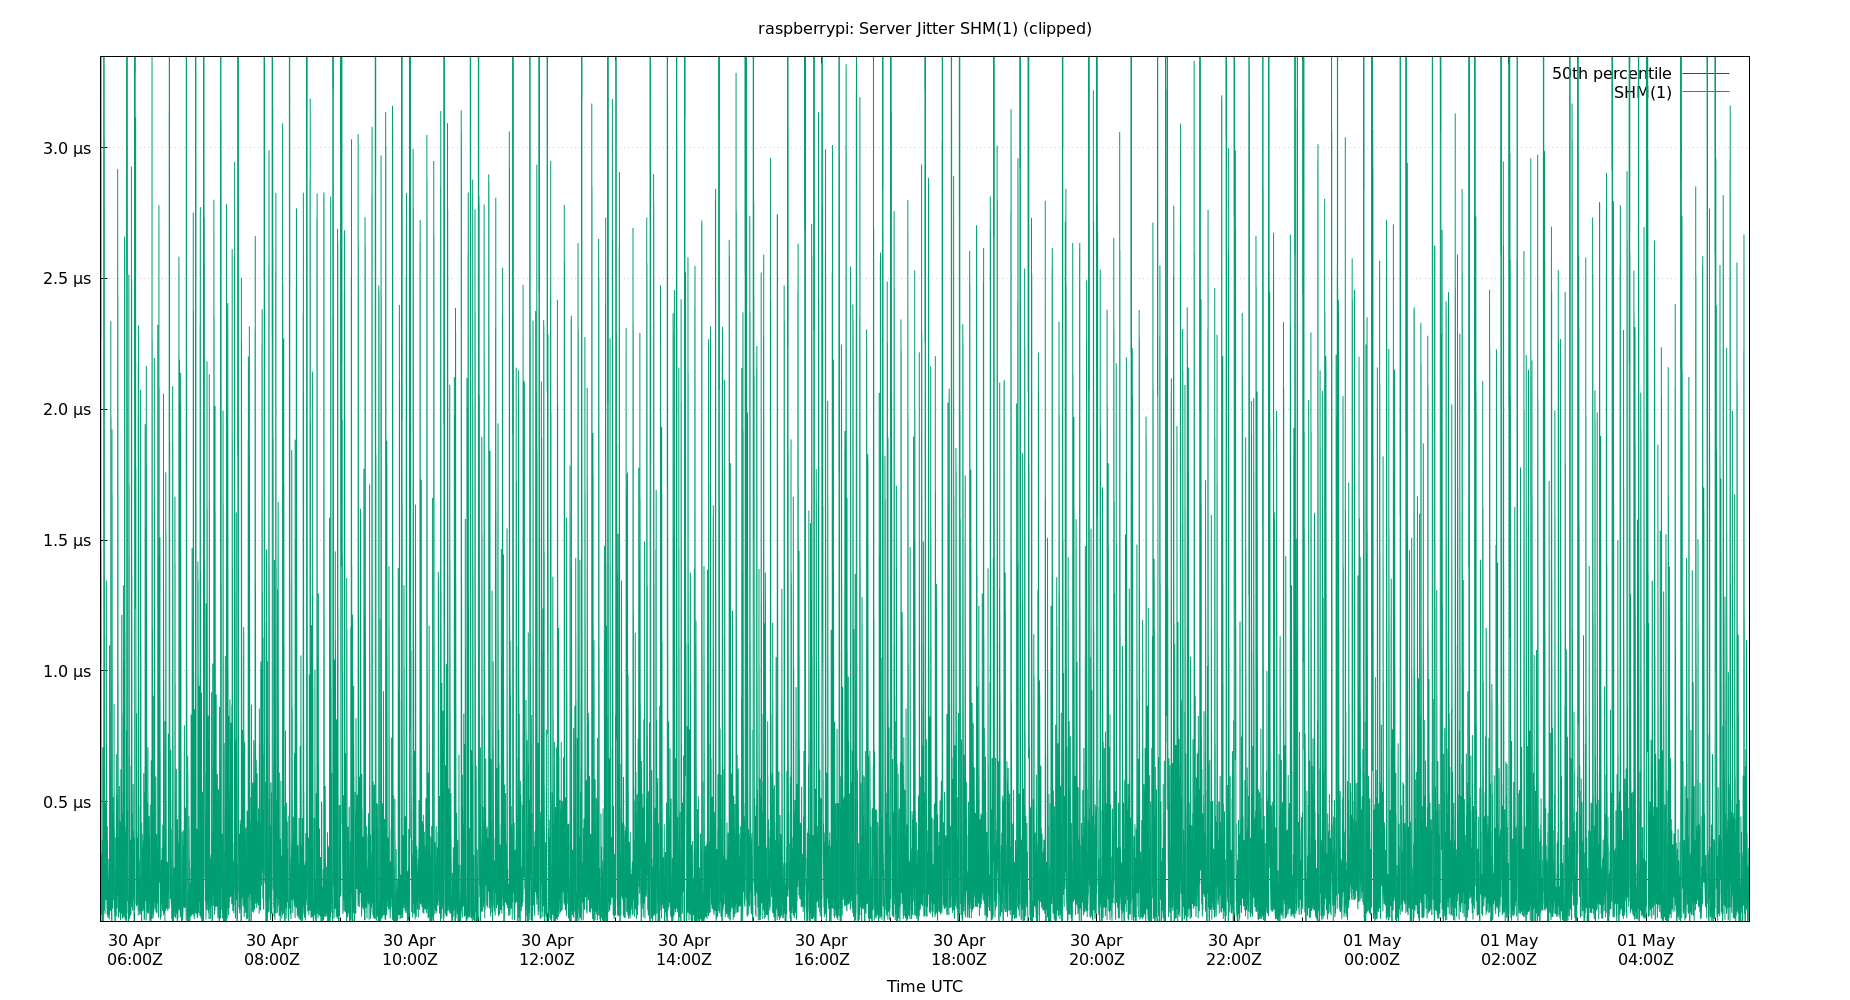 raspberrypi: Server Jitter SHM(1) (clipped)
50th percentile
SHM(1)
3.0 µs
2.5 µs
2.0 µs
1.5 µs
1.0 µs
0.5 µs
30 Apr 30 Apr 30 Apr 30 Apr 30 Apr 30 Apr 30 Apr 30 Apr 30 Apr 01 May 01 May 01 May
06:00Z 08:00Z 10:00Z 12:00Z 14:00Z 16:00Z 18:00Z 20:00Z 22:00Z 00:00Z 02:00Z 04:00Z
Time UTC